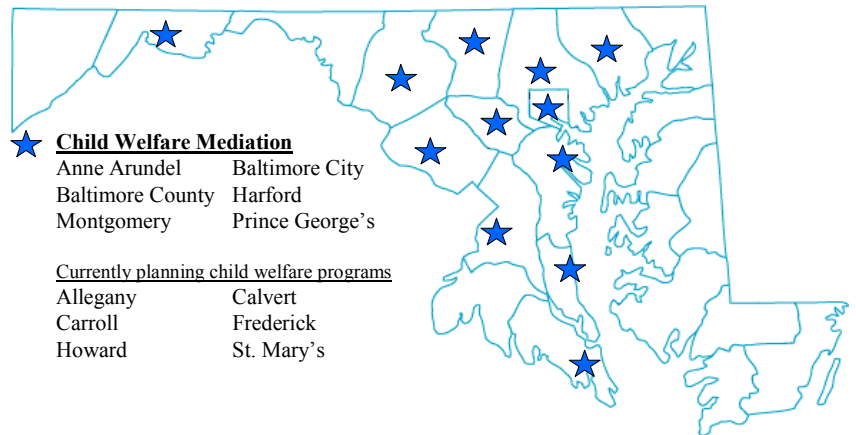 Child Welfare Mediation
Anne Arundel Baltimore City
Baltimore County Harford
Montgomery Prince George’s
Currently planning child welfare programs
Allegany Calvert
Carroll Frederick
Howard St. Mary’s